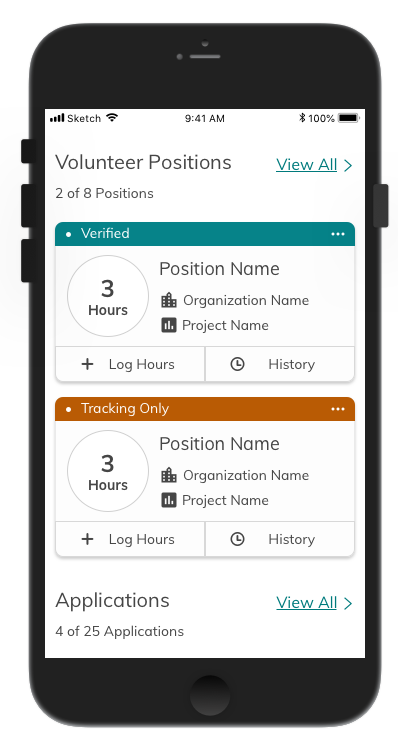 Sketch 9:41 AM 100%
Volunteer Positions View All
2 of 8 Positions
Verified
3 Hours
Position Name
Organization Name
Project Name
Log Hours History
Tracking Only
3 Hours
Position Name
Organization Name
Project Name
Log Hours History
Applications View All
4 of 25 Applications